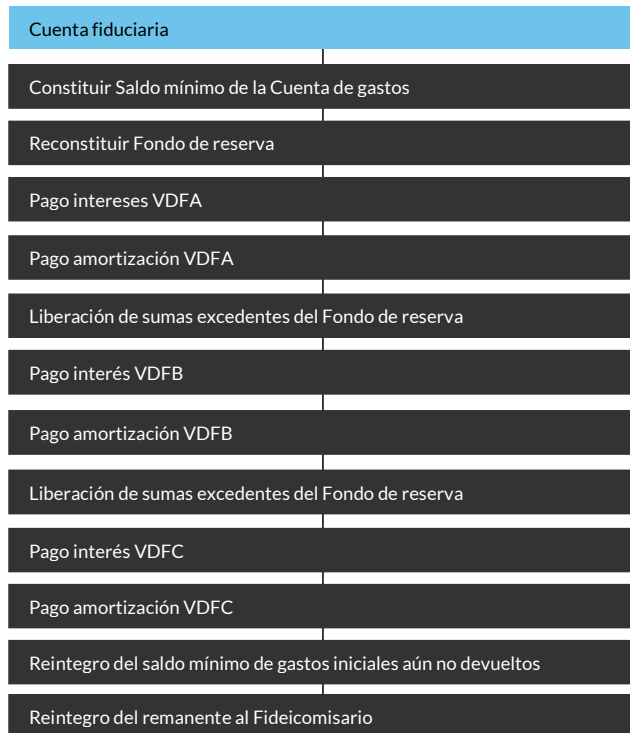 Cuenta fiduciaria
Constituir Saldo mínimo de la Cuenta de gastos
Reconstituir Fondo de reserva
Pago intereses VDFA
Pago amortización VDFA
Liberación de sumas excedentes del Fondo de reserva
Pago interés VDFB
Pago amortización VDFB
Liberación de sumas excedentes del Fondo de reserva
Pago interés VDFC
Pago amortización VDFC
Reintegro del saldo mínimo de gastos iniciales aún no devueltos
Reintegro del remanente al Fideicomisario